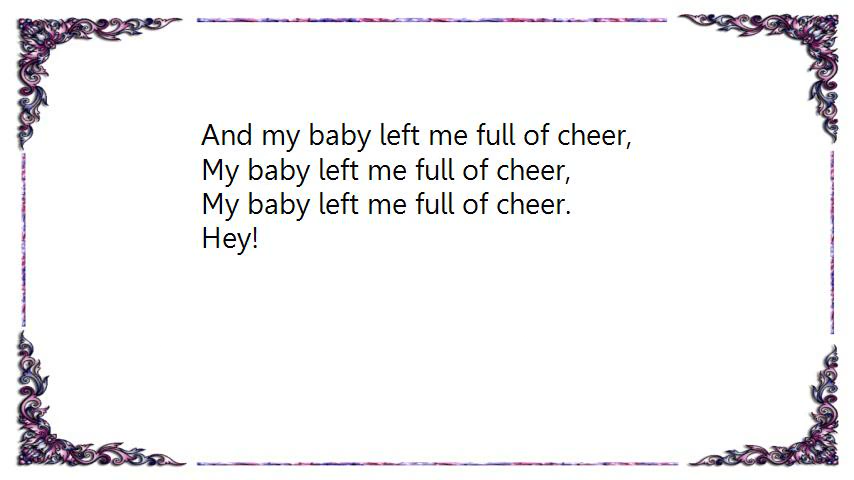 And my baby left me full of cheer,
My baby left me full of cheer,
My baby left me full of cheer.
Hey!